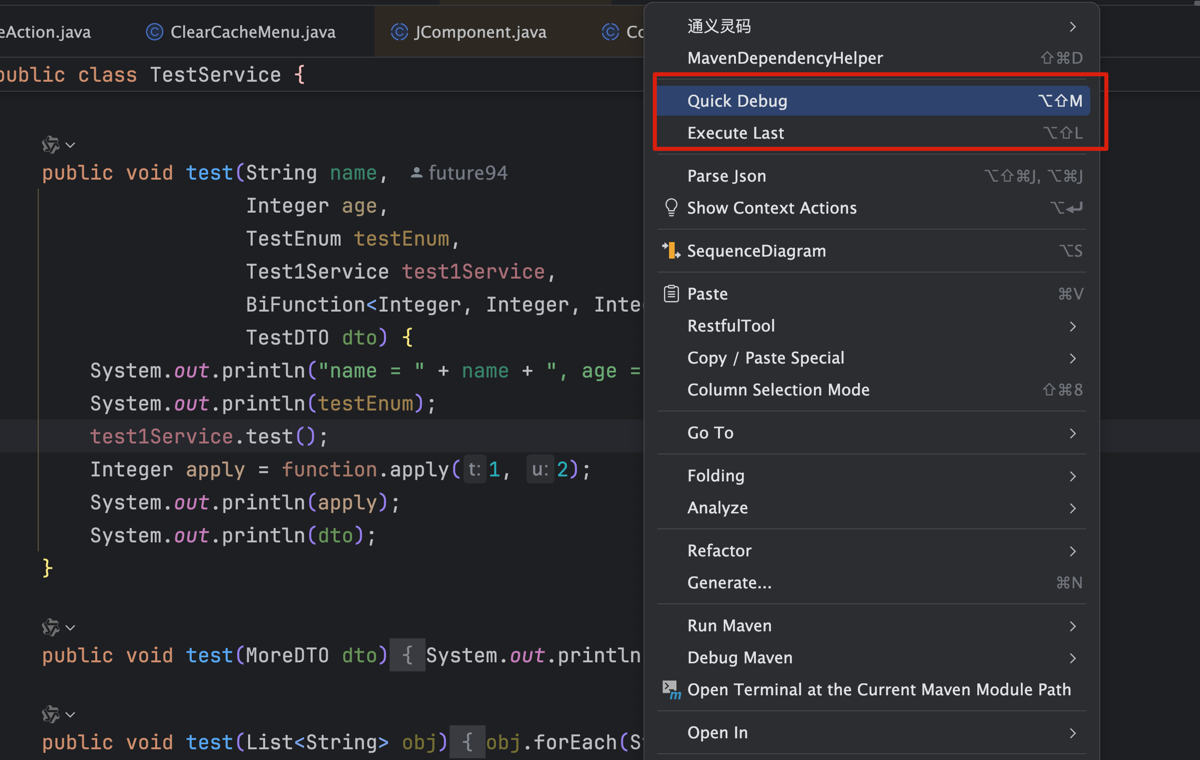 eAction.java
ClearCacheMenu.java
JComponent.java
Co
public class TestService {
public void test(String name, future94
Integer age,
TestEnum testEnum,
Test1Service test1Service,
BiFunction<Integer, Integer, Inte
TestDTO dto) {
System.out.println("name = " + name + ", age =
System.out.println(testEnum);
test1Service.test();
Integer apply = function.apply( t: 1, u: 2);
System.out.println(apply);
System.out.println(dto);
}
public void test(MoreDTO dto) { System.out.println
public void test(List<String> obj) { obj.forEach(S
通义灵码
MavenDependencyHelper ⇧⌘D
Quick Debug ⌥⇧M
Execute Last ⌥⇧L
Parse Json ⌥⇧⌘J, ⌥⌘J
Show Context Actions ⌥↩
SequenceDiagram ⌥S
Paste ⌘V
RestfulTool
Copy / Paste Special
Column Selection Mode ⇧⌘8
Go To
Folding
Analyze
Refactor
Generate... ⌘N
Run Maven
Debug Maven
Open Terminal at the Current Maven Module Path
Open In